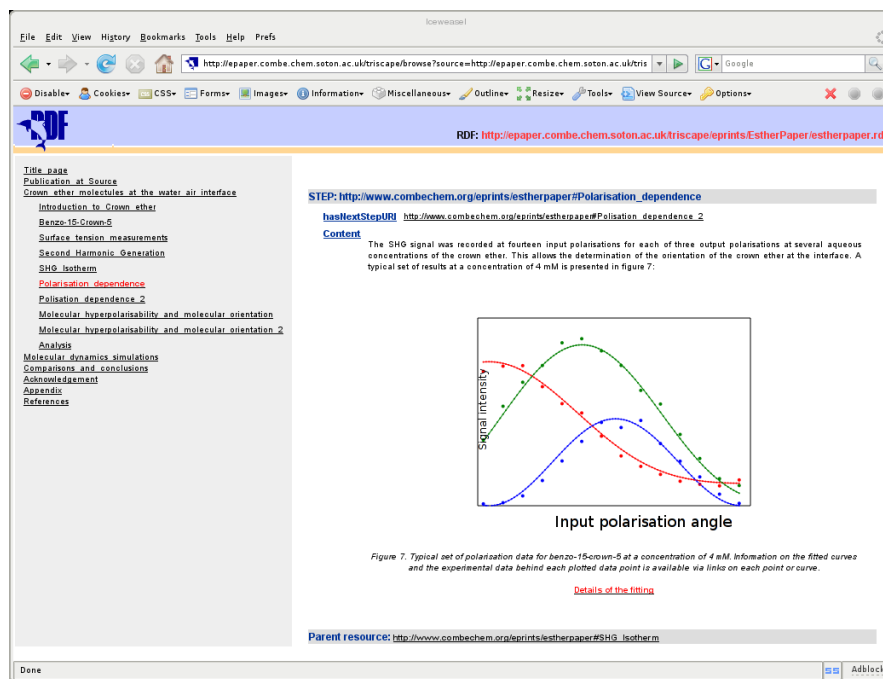 Iceweasel
File Edit View History Bookmarks Tools Help Prefs
http://epaper.combe.chem.soton.ac.uk/triscape/browse?source=http://epaper.combe.chem.soton.ac.uk/tris
G Google
Disable Cookies CSS Forms Images Information Miscellaneous Outline Resize Tools View Source Options
RDF
RDF: http://epaper.combe.chem.soton.ac.uk/triscape/eprints/EstherPaper/estherpaper.rd
Title page
Publication at Source
Crown ether molectules at the water air interface
Introduction to Crown ether
Benzo-15-Crown-5
Surface tension measurements
Second Harmonic Generation
SHG Isotherm
Polarisation dependence
Polisation dependence 2
Molecular hyperpolarisability and molecular orientation
Molecular hyperpolarisability and molecular orientation 2
Analysis
Molecular dynamics simulations
Comparisons and conclusions
Acknowledgement
Appendix
References
STEP: http://www.combechem.org/eprints/estherpaper#Polarisation_dependence
hasNextStepURI http://www.combechem.org/eprints/estherpaper#Polisation_dependence_2
Content
The SHG signal was recorded at fourteen input polarisations for each of three output polarisations at several aqueous
concentrations of the crown ether. This allows the determination of the orientation of the crown ether at the interface. A
typical set of results at a concentration of 4 mM is presented in figure 7:
Signal intensity
Input polarisation angle
Figure 7. Typical set of polarisation data for benzo-15-crown-5 at a concentration of 4 mM. Information on the fitted curves
and the experimental data behind each plotted data point is available via links on each point or curve.
Details of the fitting
Parent resource: http://www.combechem.org/eprints/estherpaper#SHG_Isotherm
Done
SS Adblock